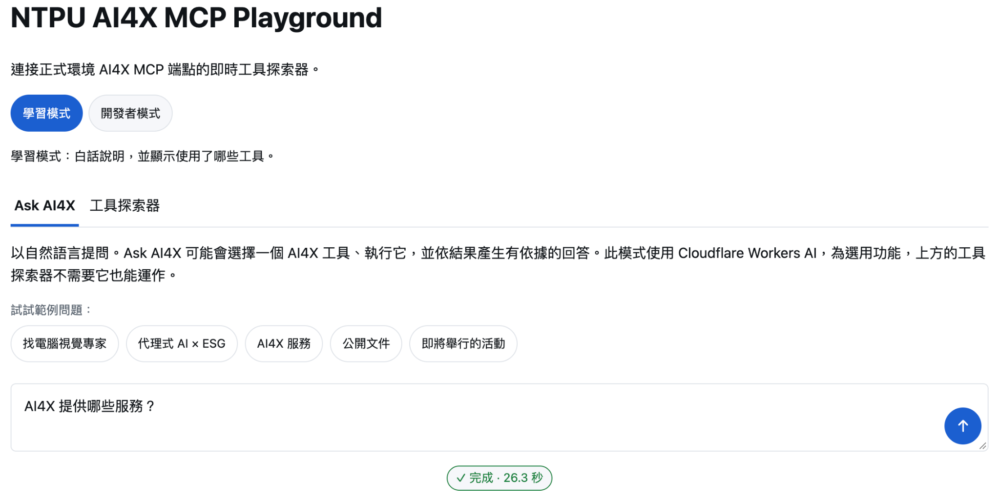 NTPU AI4X MCP Playground
連接正式環境 AI4X MCP 端點的即時工具探索器。
學習模式
開發者模式
學習模式：白話說明，並顯示使用了哪些工具。
Ask AI4X
工具探索器
以自然語言提問。Ask AI4X 可能會選擇一個 AI4X 工具、執行它，並依結果產生有依據的回答。此模式使用 Cloudflare Workers AI，為選用功能，上方的工具
探索器不需要它也能運作。
試試範例問題：
找電腦視覺專家
代理式 AI × ESG
AI4X 服務
公開文件
即將舉行的活動
AI4X 提供哪些服務？
✓ 完成 · 26.3 秒